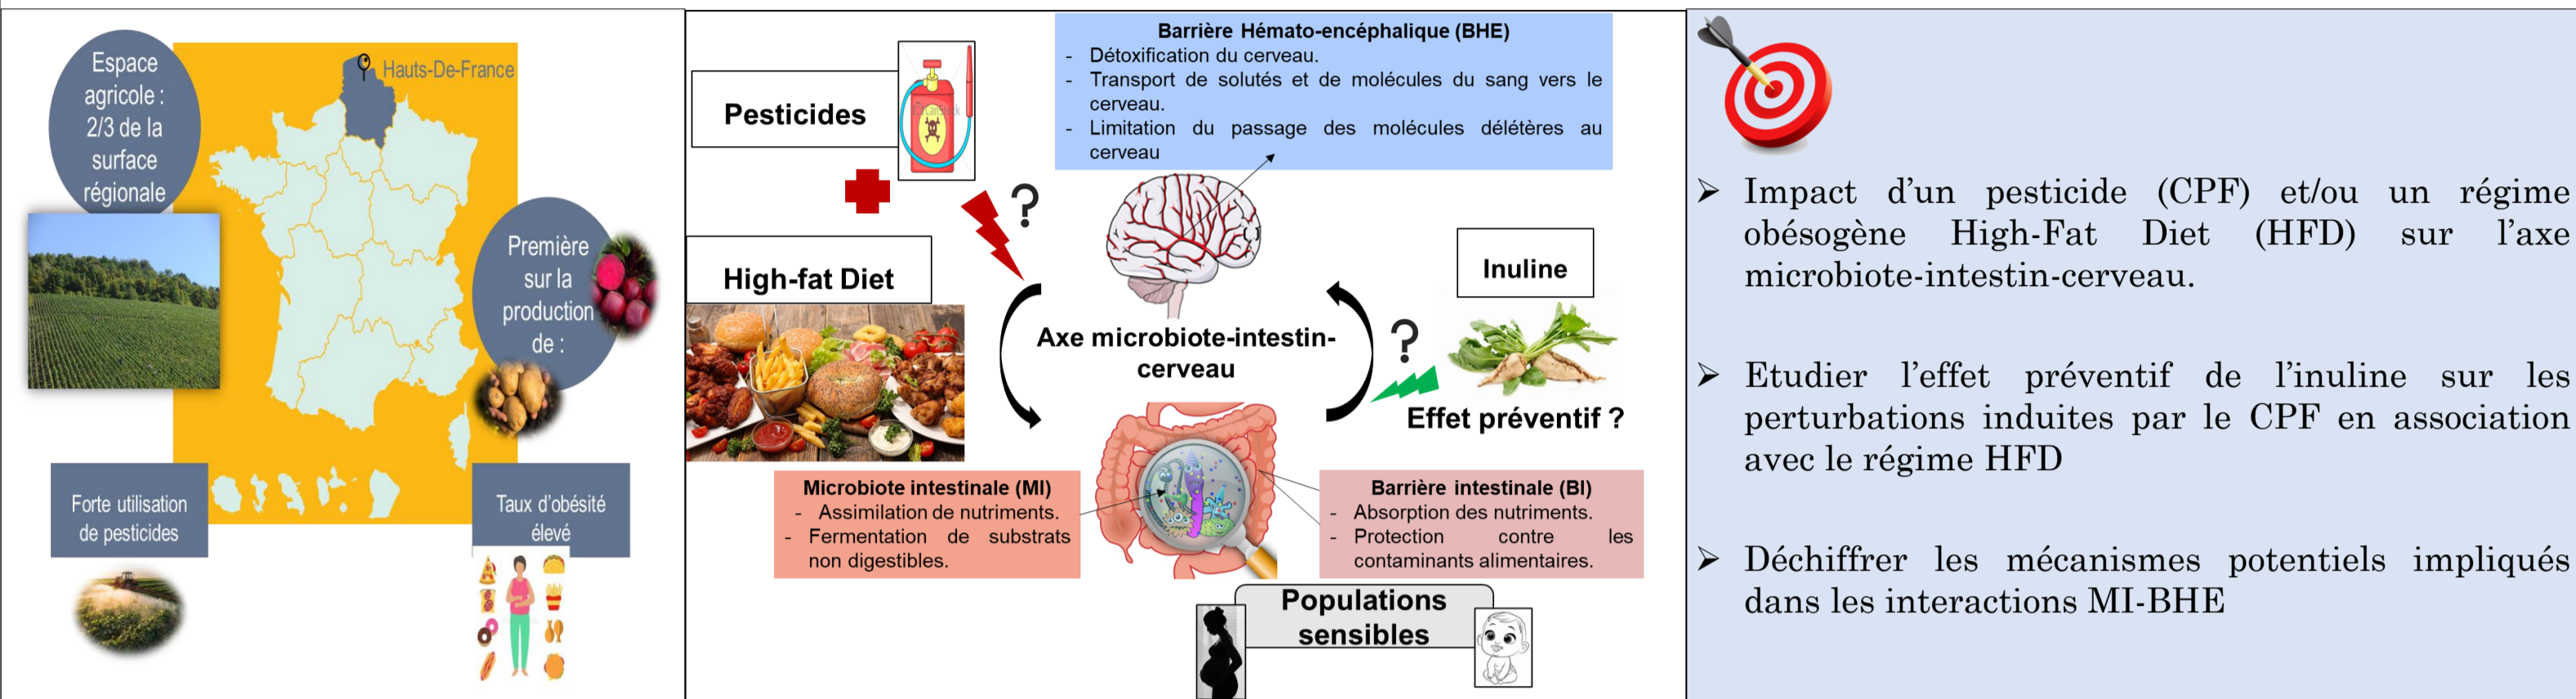 Espace
agricole :
2/3 de la
surface
régionale
Hauts-De-France
Première
sur la
production
de :
Forte utilisation
de pesticides
Taux d'obésité
élevé
Pesticides
High-fat Diet
Barrière Hémato-encéphalique (BHE)
- Détoxification du cerveau.
- Transport de solutés et de molécules du sang vers le
cerveau.
- Limitation du passage des molécules délétères au
cerveau
?
Axe microbiote-intestin-
cerveau
Inuline
?
Effet préventif ?
Microbiote intestinale (MI)
- Assimilation de nutriments.
- Fermentation de substrats
non digestibles.
Barrière intestinale (BI)
- Absorption des nutriments.
- Protection contre les
contaminants alimentaires.
Populations
sensibles
➢ Impact d'un pesticide (CPF) et/ou un régime
obésogène High-Fat Diet (HFD) sur l'axe
microbiote-intestin-cerveau.
➢ Etudier l'effet préventif de l'inuline sur les
perturbations induites par le CPF en association
avec le régime HFD
➢ Déchiffrer les mécanismes potentiels impliqués
dans les interactions MI-BHE